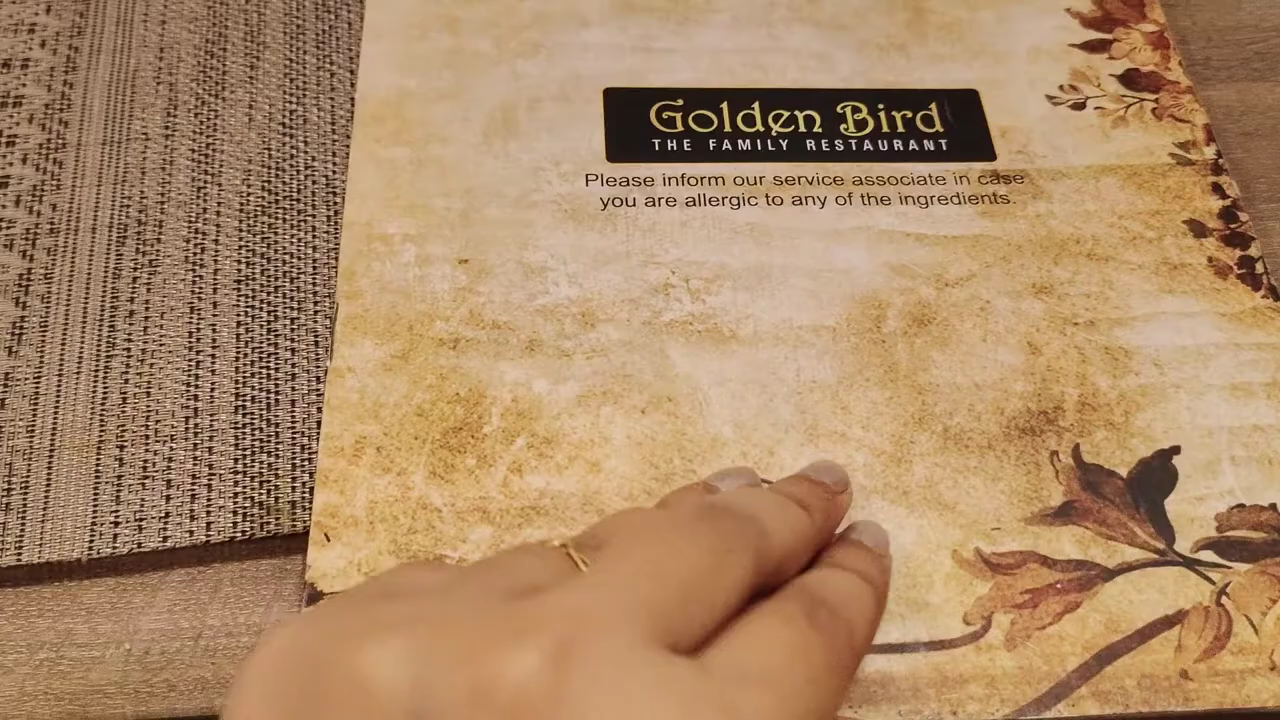 Golden Bird
THE FAMILY RESTAURANT
Please inform our service associate in case
you are allergic to any of the ingredients.